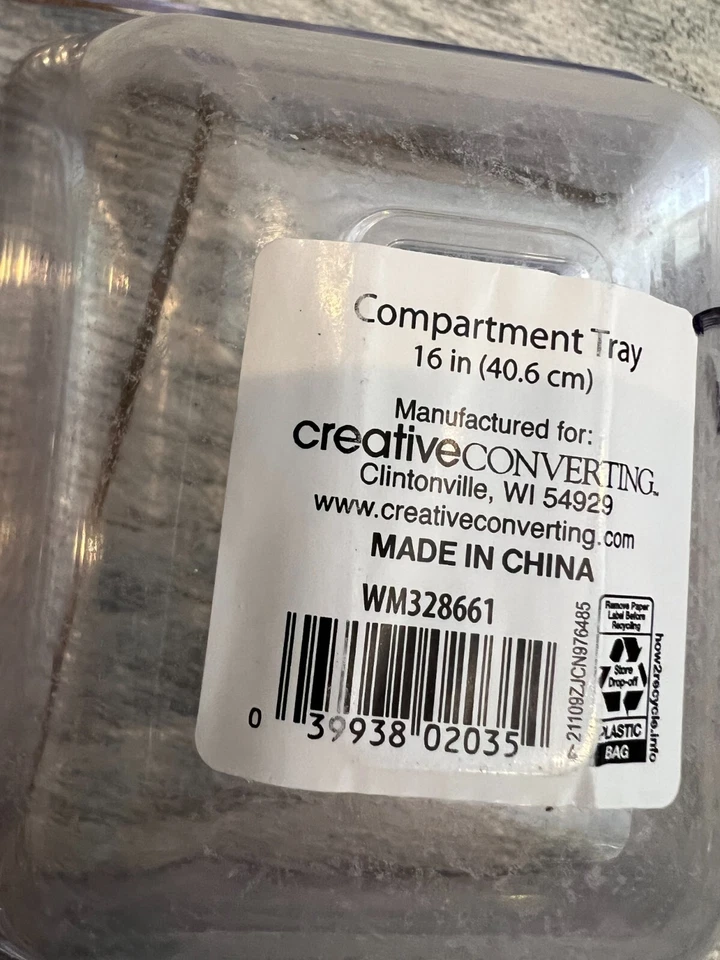 Compartment Tray
16 in (40.6 cm)
Manufactured for:
creativeCONVERTING™
Clintonville, WI 54929
www.creativeconverting.com
MADE IN CHINA
WM328661
0 39938 02035
21109ZJCN976485
Remove Paper
Label Before
Recycling
Store
Drop-off
PLASTIC
BAG
how2recycle.info